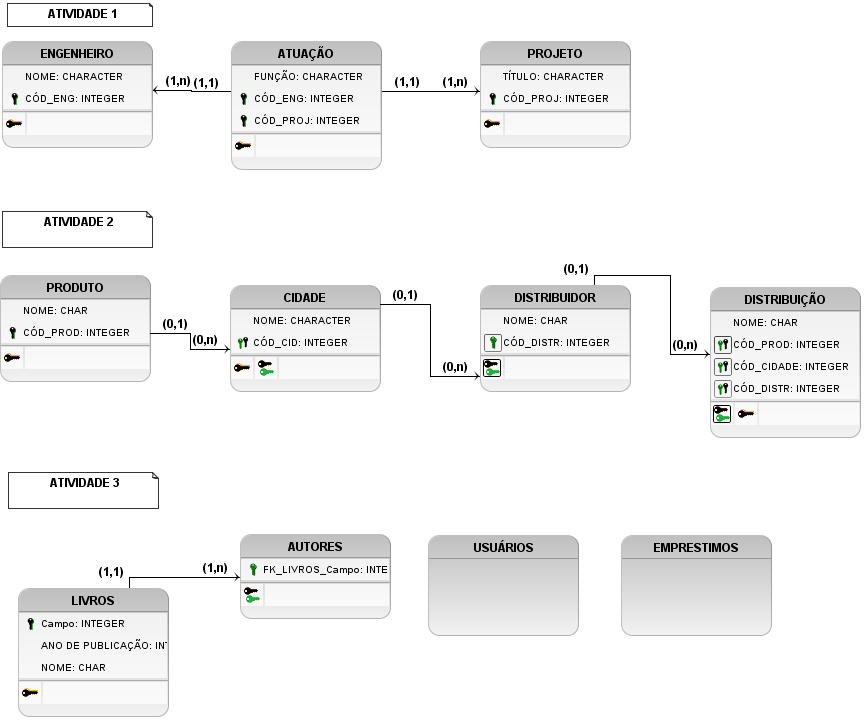 ATIVIDADE 1
ENGENHEIRO
NOME: CHARACTER
CÓD_ENG: INTEGER
(1,n) (1,1)
ATUAÇÃO
FUNÇÃO: CHARACTER
CÓD_ENG: INTEGER
CÓD_PROJ: INTEGER
(1,1) (1,n)
PROJETO
TÍTULO: CHARACTER
CÓD_PROJ: INTEGER
ATIVIDADE 2
PRODUTO
NOME: CHAR
CÓD_PROD: INTEGER
(0,1)
(0,n)
CIDADE
NOME: CHARACTER
CÓD_CID: INTEGER
(0,1)
(0,n)
DISTRIBUIDOR
NOME: CHAR
CÓD_DISTR: INTEGER
(0,1)
(0,n)
DISTRIBUIÇÃO
NOME: CHAR
CÓD_PROD: INTEGER
CÓD_CIDADE: INTEGER
CÓD_DISTR: INTEGER
ATIVIDADE 3
LIVROS
Campo: INTEGER
ANO DE PUBLICAÇÃO: INT
NOME: CHAR
(1,1) (1,n)
AUTORES
FK_LIVROS_Campo: INTE
USUÁRIOS
EMPRESTIMOS